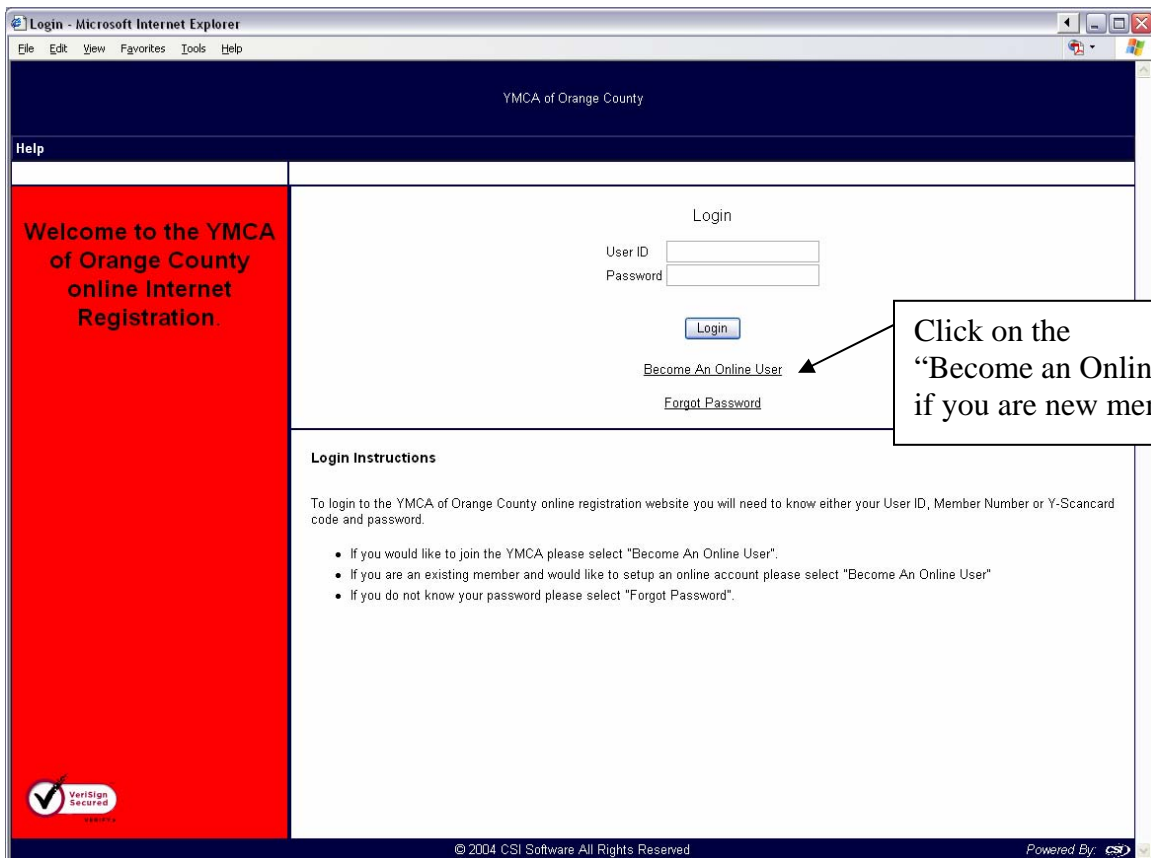 Login - Microsoft Internet Explorer
File Edit View Favorites Tools Help
YMCA of Orange County
Help
Welcome to the YMCA
of Orange County
online Internet
Registration.
Login
User ID
Password
Login
Become An Online User
Forgot Password
Click on the
“Become an Onlin
if you are new mer
Login Instructions
To login to the YMCA of Orange County online registration website you will need to know either your User ID, Member Number or Y-Scancard
code and password.
• If you would like to join the YMCA please select "Become An Online User".
• If you are an existing member and would like to setup an online account please select "Become An Online User"
• If you do not know your password please select "Forgot Password".
VeriSign
Secured
© 2004 CSI Software All Rights Reserved
Powered By: CSI